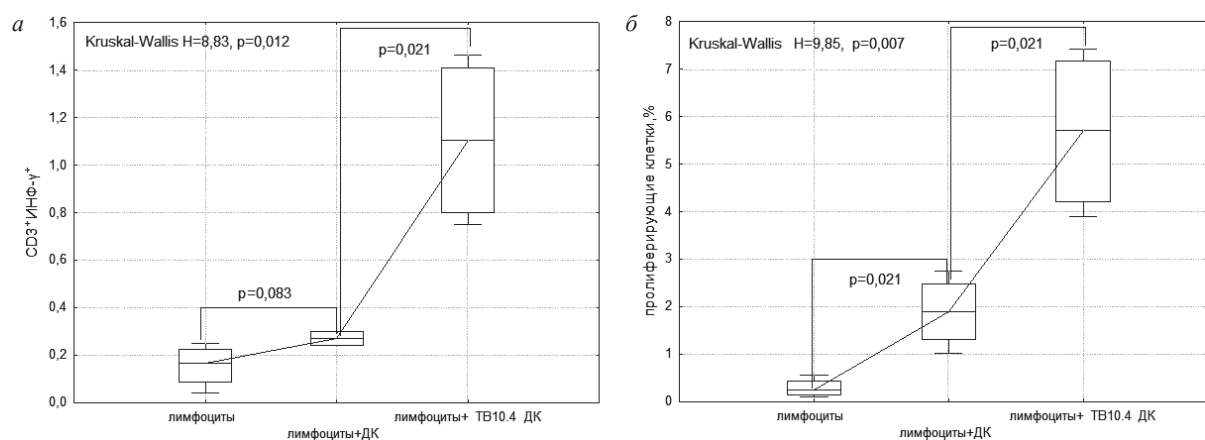 а
1,6
1,4
1,2
1,0
0,8
0,6
0,4
0,2
0,0
CD3⁺ИНФ-γ⁺
Kruskal-Wallis H=8,83, p=0,012
p=0,021
p=0,083
лимфоциты
лимфоциты+ДК
лимфоциты+ TB10.4 ДК
б
8
7
6
5
4
3
2
1
0
пролиферирующие клетки,%
Kruskal-Wallis H=9,85, p=0,007
p=0,021
p=0,021
лимфоциты
лимфоциты+ДК
лимфоциты+ TB10.4 ДК